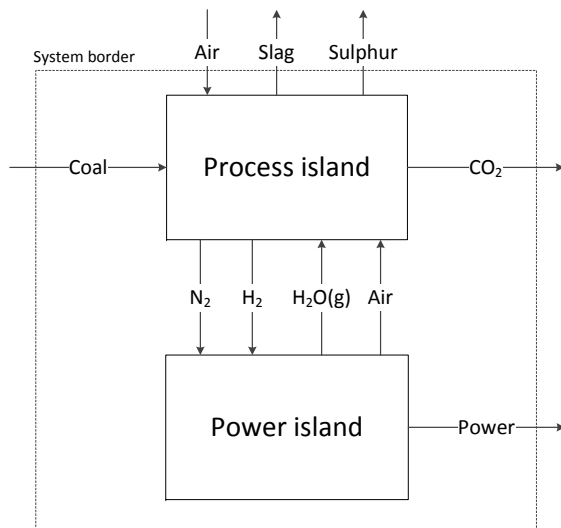 Air Slag Sulphur
System border
Coal Process island CO₂
N₂ H₂ H₂O(g) Air
Power island Power